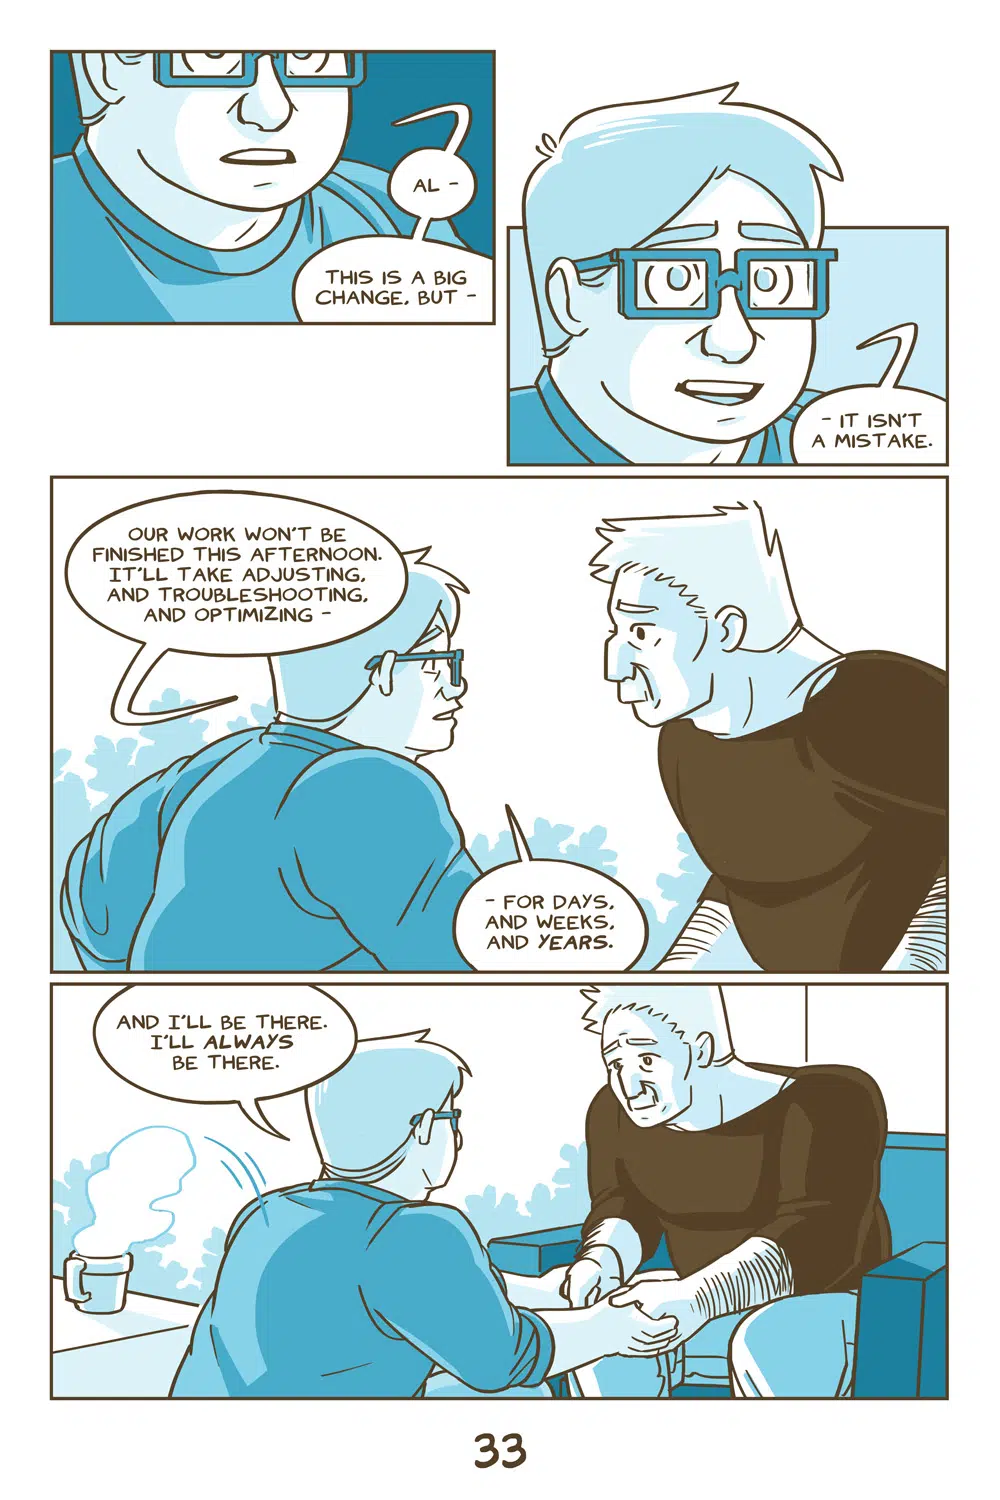 AL -
THIS IS A BIG
CHANGE, BUT -
- IT ISN'T
A MISTAKE.
OUR WORK WON'T BE
FINISHED THIS AFTERNOON.
IT'LL TAKE ADJUSTING,
AND TROUBLESHOOTING,
AND OPTIMIZING -
- FOR DAYS,
AND WEEKS,
AND YEARS.
AND I'LL BE THERE.
I'LL ALWAYS
BE THERE.
33